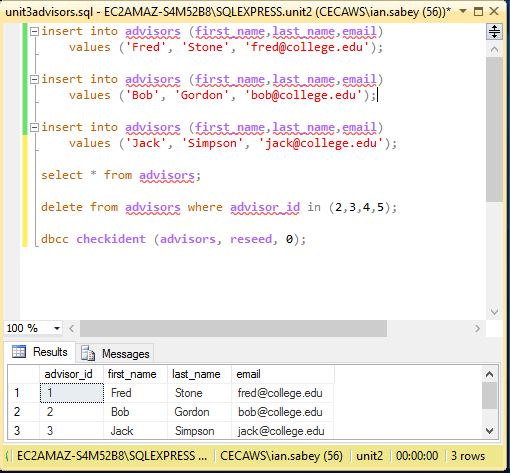 unit3advisors.sql - EC2AMAZ-S4M52B8\SQLEXPRESS.unit2 (CECAWS\ian.sabey (56))*
insert into advisors (first_name,last_name,email)
values ('Fred', 'Stone', 'fred@college.edu');
insert into advisors (first_name,last_name,email)
values ('Bob', 'Gordon', 'bob@college.edu');
insert into advisors (first_name,last_name,email)
values ('Jack', 'Simpson', 'jack@college.edu');
select * from advisors;
delete from advisors where advisor_id in (2,3,4,5);
dbcc checkident (advisors, reseed, 0);
100 %
Results Messages
advisor_id first_name last_name email
1 1 Fred Stone fred@college.edu
2 2 Bob Gordon bob@college.edu
3 3 Jack Simpson jack@college.edu
EC2AMAZ-S4M52B8\SQLEXPRESS ... CECAWS\ian.sabey (56) unit2 00:00:00 3 rows